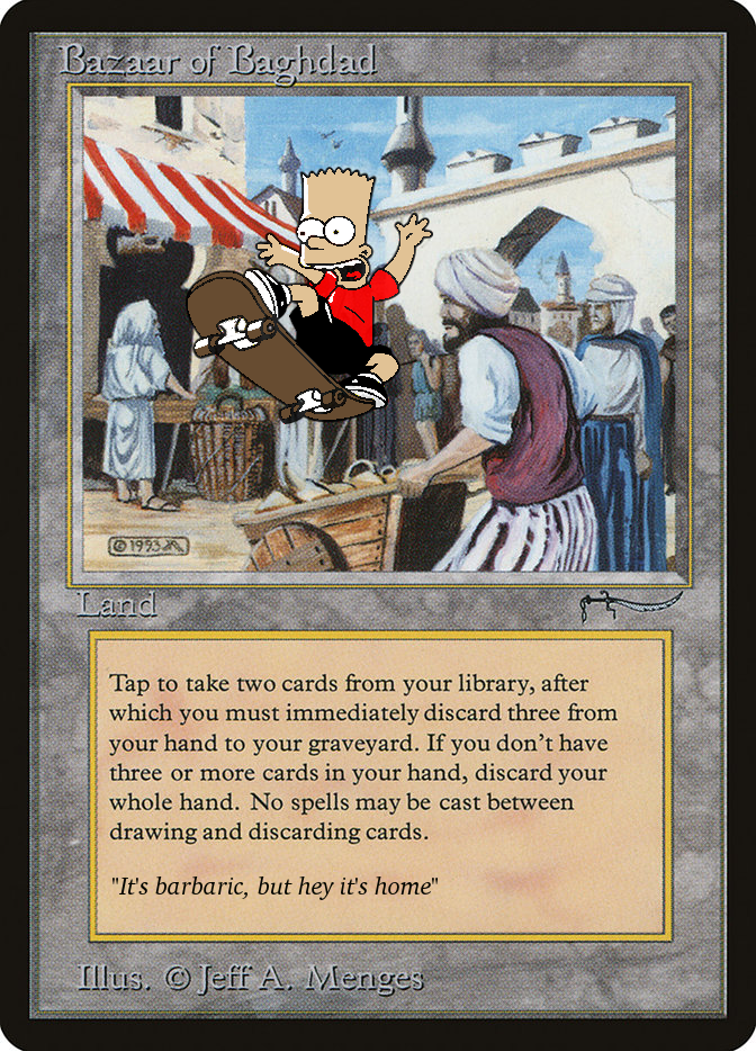 Bazaar of Baghdad
© 1993 JAM
Land
Tap to take two cards from your library, after
which you must immediately discard three from
your hand to your graveyard. If you don't have
three or more cards in your hand, discard your
whole hand. No spells may be cast between
drawing and discarding cards.
"It's barbaric, but hey it's home"
Illus. © Jeff A. Menges